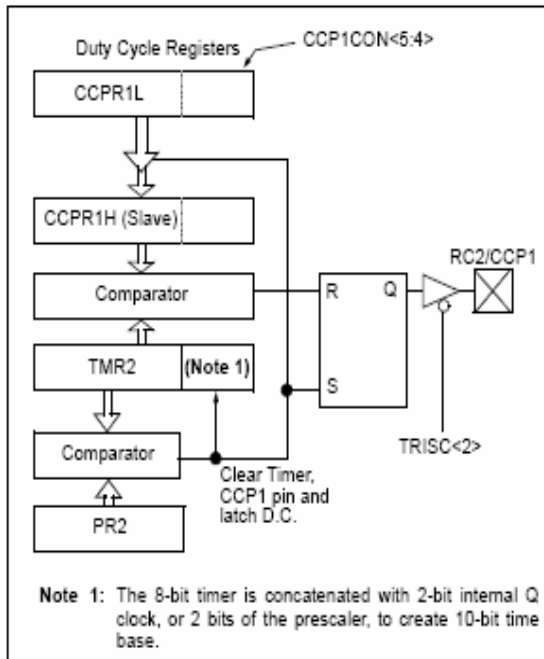 Duty Cycle Registers
CCP1CON<5:4>
CCPR1L
CCPR1H (Slave)
Comparator
RC2/CCP1
R
Q
TMR2
(Note 1)
S
Comparator
TRISC<2>
Clear Timer,
CCP1 pin and
latch D.C.
PR2
Note 1: The 8-bit timer is concatenated with 2-bit internal Q
clock, or 2 bits of the prescaler, to create 10-bit time
base.